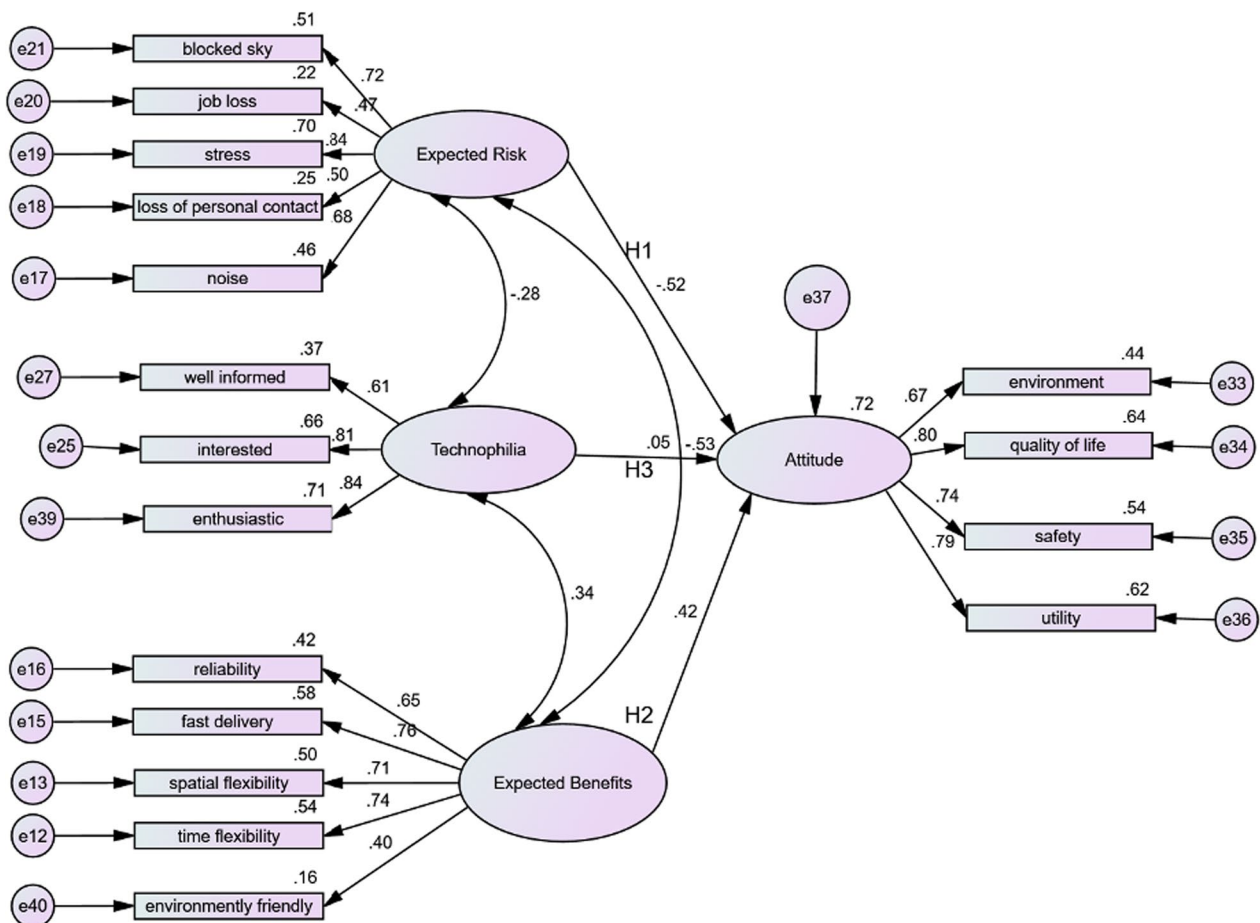 .51
e21
blocked sky
.72
.22
e20
job loss
.47
.70
e19
stress
.84
Expected Risk
.25
.50
e18
loss of personal contact
.68
.46
e17
noise
H1
-.52
-.28
e37
.37
e27
well informed
.61
.66
e25
interested
.81
Technophilia
.05
-.53
H3
.71
e39
enthusiastic
.84
.72
Attitude
.67
.44
environment
e33
.80
.64
quality of life
e34
.74
.54
safety
e35
.79
.62
utility
e36
.34
.42
H2
.42
e16
reliability
.65
.58
e15
fast delivery
.76
.50
e13
spatial flexibility
.71
Expected Benefits
.54
e12
time flexibility
.74
.40
.16
e40
environmently friendly